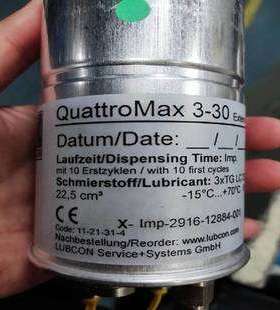 QuattroMax 3-30
Datum/Date: __/__/__
Laufzeit/Dispensing Time: Imp.
mit 10 Erstzyklen / with 10 first cycles
Schmierstoff/Lubricant: 3xTG
22,5 cm³ -15°C...+70°C
CE X- Imp-2916-12884-001
Code: 11-21-31-4
Nachbestellung/Reorder: www.lubcon.com
LUBCON Service+Systems GmbH